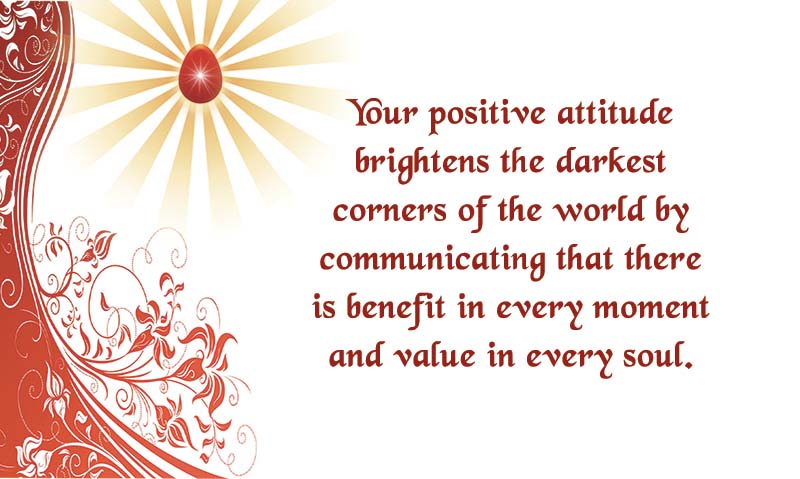 Your positive attitude
brightens the darkest
corners of the world by
communicating that there
is benefit in every moment
and value in every soul.